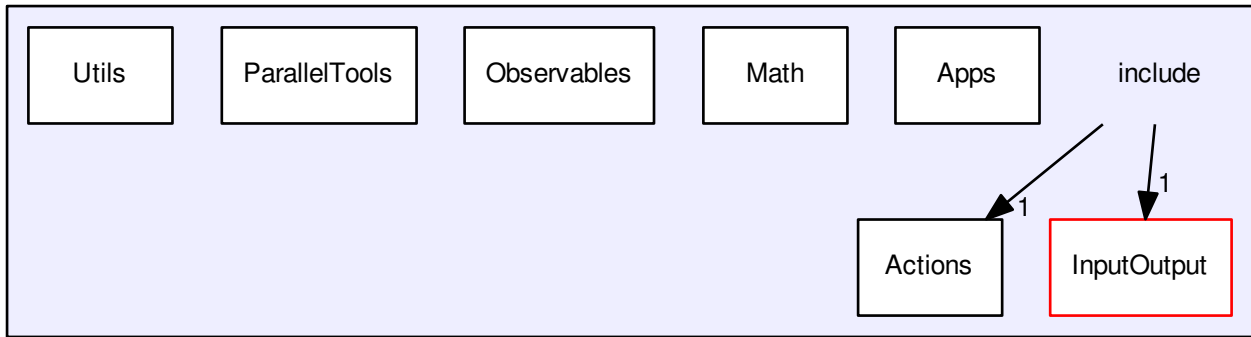 Utils
ParallelTools
Observables
Math
Apps
include
1
1
Actions
InputOutput